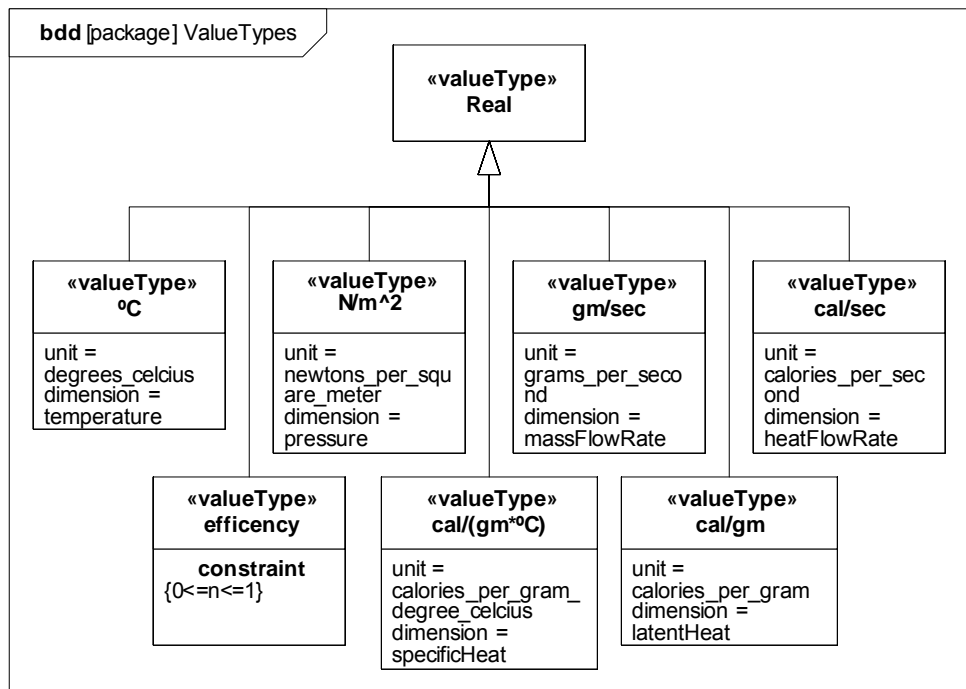 bdd [package] ValueTypes
«valueType»
Real
«valueType»
ºC
unit =
degrees_celcius
dimension =
temperature
«valueType»
N/m^2
unit =
newtons_per_squ
are_meter
dimension =
pressure
«valueType»
gm/sec
unit =
grams_per_seco
nd
dimension =
massFlowRate
«valueType»
cal/sec
unit =
calories_per_sec
ond
dimension =
heatFlowRate
«valueType»
efficency
constraint
{0<=n<=1}
«valueType»
cal/(gm*ºC)
unit =
calories_per_gram_
degree_celcius
dimension =
specificHeat
«valueType»
cal/gm
unit =
calories_per_gram
dimension =
latentHeat